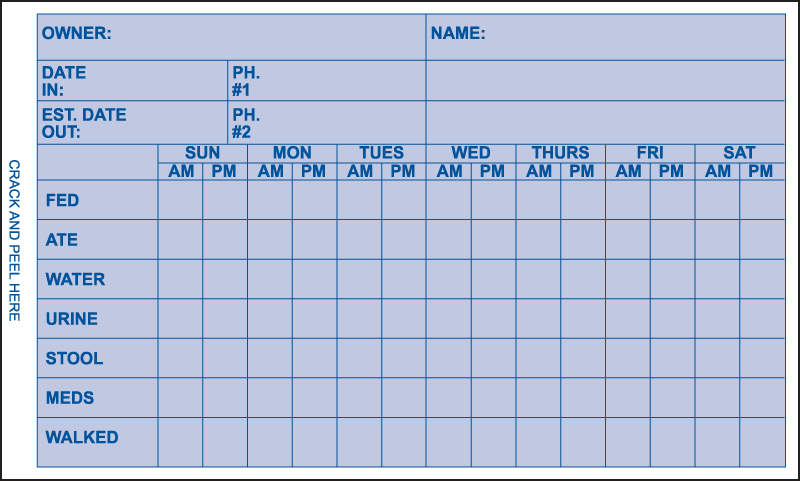 OWNER: NAME:
DATE IN: PH. #1
EST. DATE OUT: PH. #2
SUN MON TUES WED THURS FRI SAT
AM PM AM PM AM PM AM PM AM PM AM PM AM PM
FED
ATE
WATER
URINE
STOOL
MEDS
WALKED
CRACK AND PEEL HERE